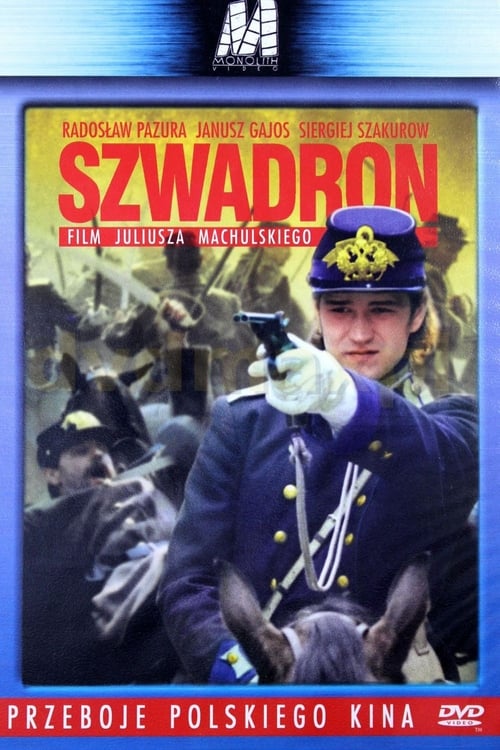 MONOLITH
VIDEO
RADOSŁAW PAZURA JANUSZ GAJOS SIERGIEJ SZAKUROW
SZWADRON
FILM JULIUSZA MACHULSKIEGO
PRZEBOJE POLSKIEGO KINA
DVD
VIDEO